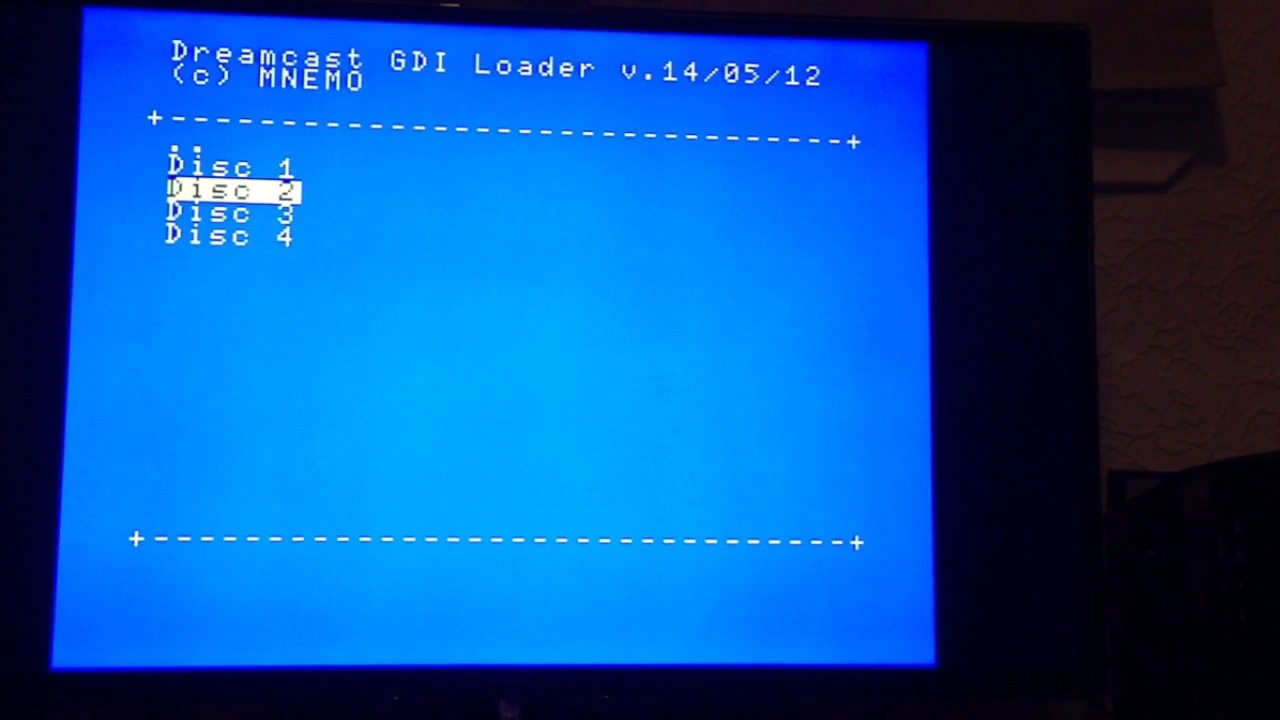 Dreamcast GDI Loader v.14/05/12
(c) MNEMO
+-------------------------------+
..
Disc 1
Disc 2
Disc 3
Disc 4
+--------------------------------+